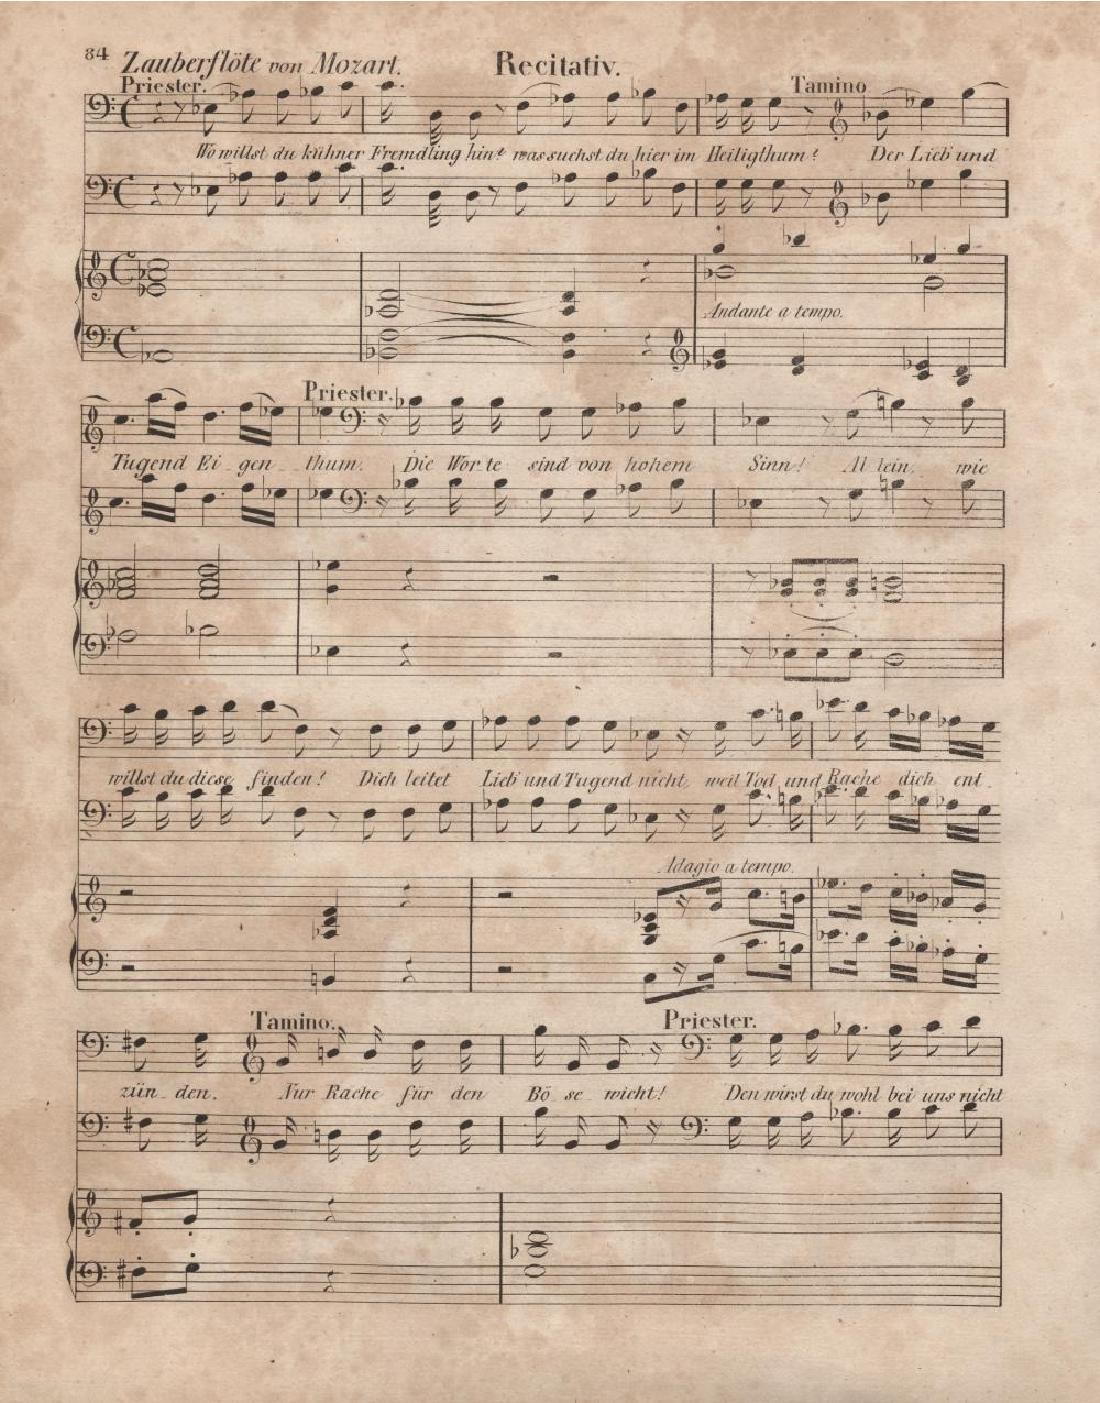 84
Zauberflöte von Mozart. Recitativ.
Priester. Tamino
Wo willst du kühner Fremdling hin? was suchst du hier im Heiligthum? Der Lieb und
Andante a tempo.
Priester.
Tugend Ei - gen - thum. Die Wor te sind von hohem Sinn! Al lein, wie
willst du diese finden? Dich leitet Lieb und Tugend nicht, weil Tod und Rache dich ent -
Adagio a tempo.
Tamino. Priester.
zün - den. Nur Rache für den Bö se wicht! Den wirst du wohl bei uns nicht